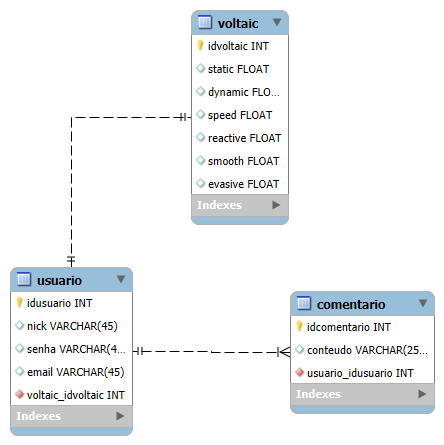 voltaic
idvoltaic INT
static FLOAT
dynamic FLO...
speed FLOAT
reactive FLOAT
smooth FLOAT
evasive FLOAT
Indexes
usuario
idusuario INT
nick VARCHAR(45)
senha VARCHAR(4...
email VARCHAR(45)
voltaic_idvoltaic INT
Indexes
comentario
idcomentario INT
conteudo VARCHAR(25...
usuario_idusuario INT
Indexes